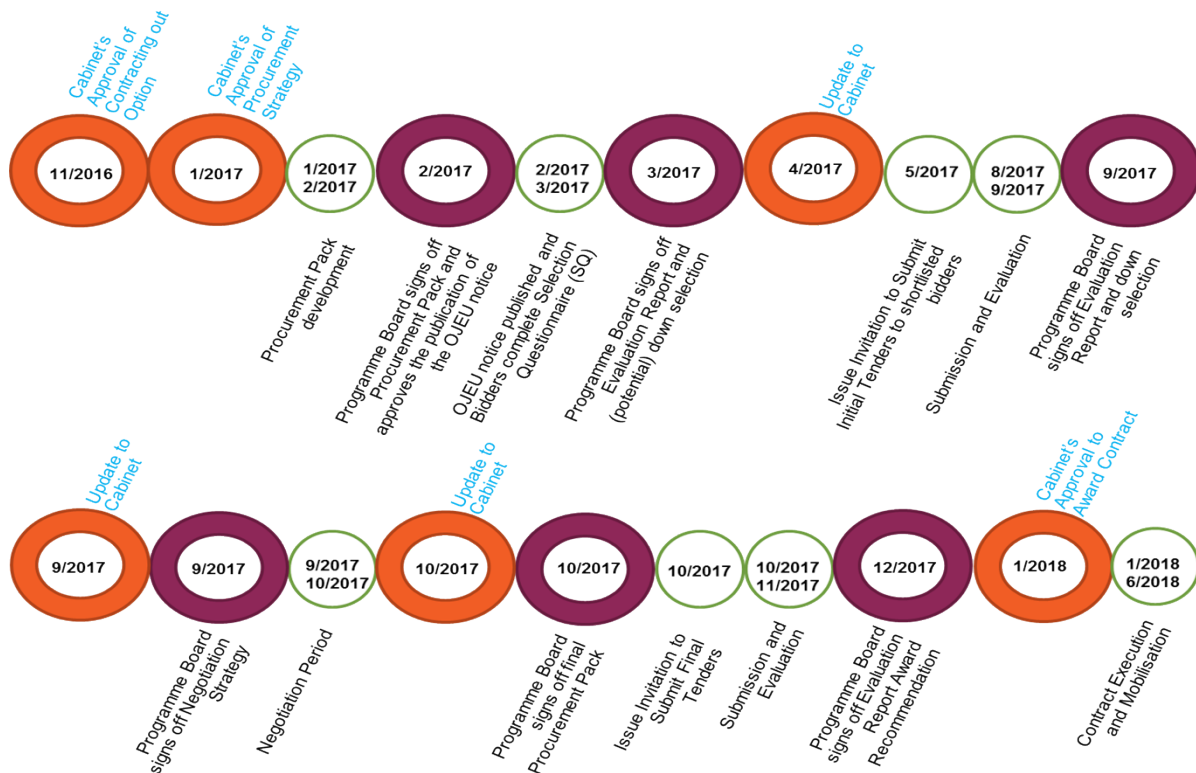 Cabinet's
Approval of
Contracting out
Option
Cabinet's
Approval of
Procurement
Strategy
Update to
Cabinet
11/2016
1/2017
1/2017
2/2017
2/2017
2/2017
3/2017
3/2017
4/2017
5/2017
8/2017
9/2017
9/2017
Procurement Pack
development
Programme Board signs off
Procurement Pack and
approves the publication of
the OJEU notice
OJEU notice published and
Bidders complete Selection
Questionnaire (SQ)
Programme Board signs off
Evaluation Report and
(potential) down selection
Issue Invitation to Submit
Initial Tenders to shortlisted
bidders
Submission and Evaluation
Programme Board
signs off Evaluation
Report and down
selection
Update to
Cabinet
Update to
Cabinet
Cabinet's
Approval to
Award Contract
9/2017
9/2017
9/2017
10/2017
10/2017
10/2017
10/2017
10/2017
11/2017
12/2017
1/2018
1/2018
6/2018
Programme Board
signs off Negotiation
Strategy
Negotiation Period
Programme Board
signs off final
Procurement Pack
Issue Invitation to
Submit Final
Tenders
Submission and
Evaluation
Programme Board
signs off Evaluation
Report Award
Recommendation
Contract Execution
and Mobilisation